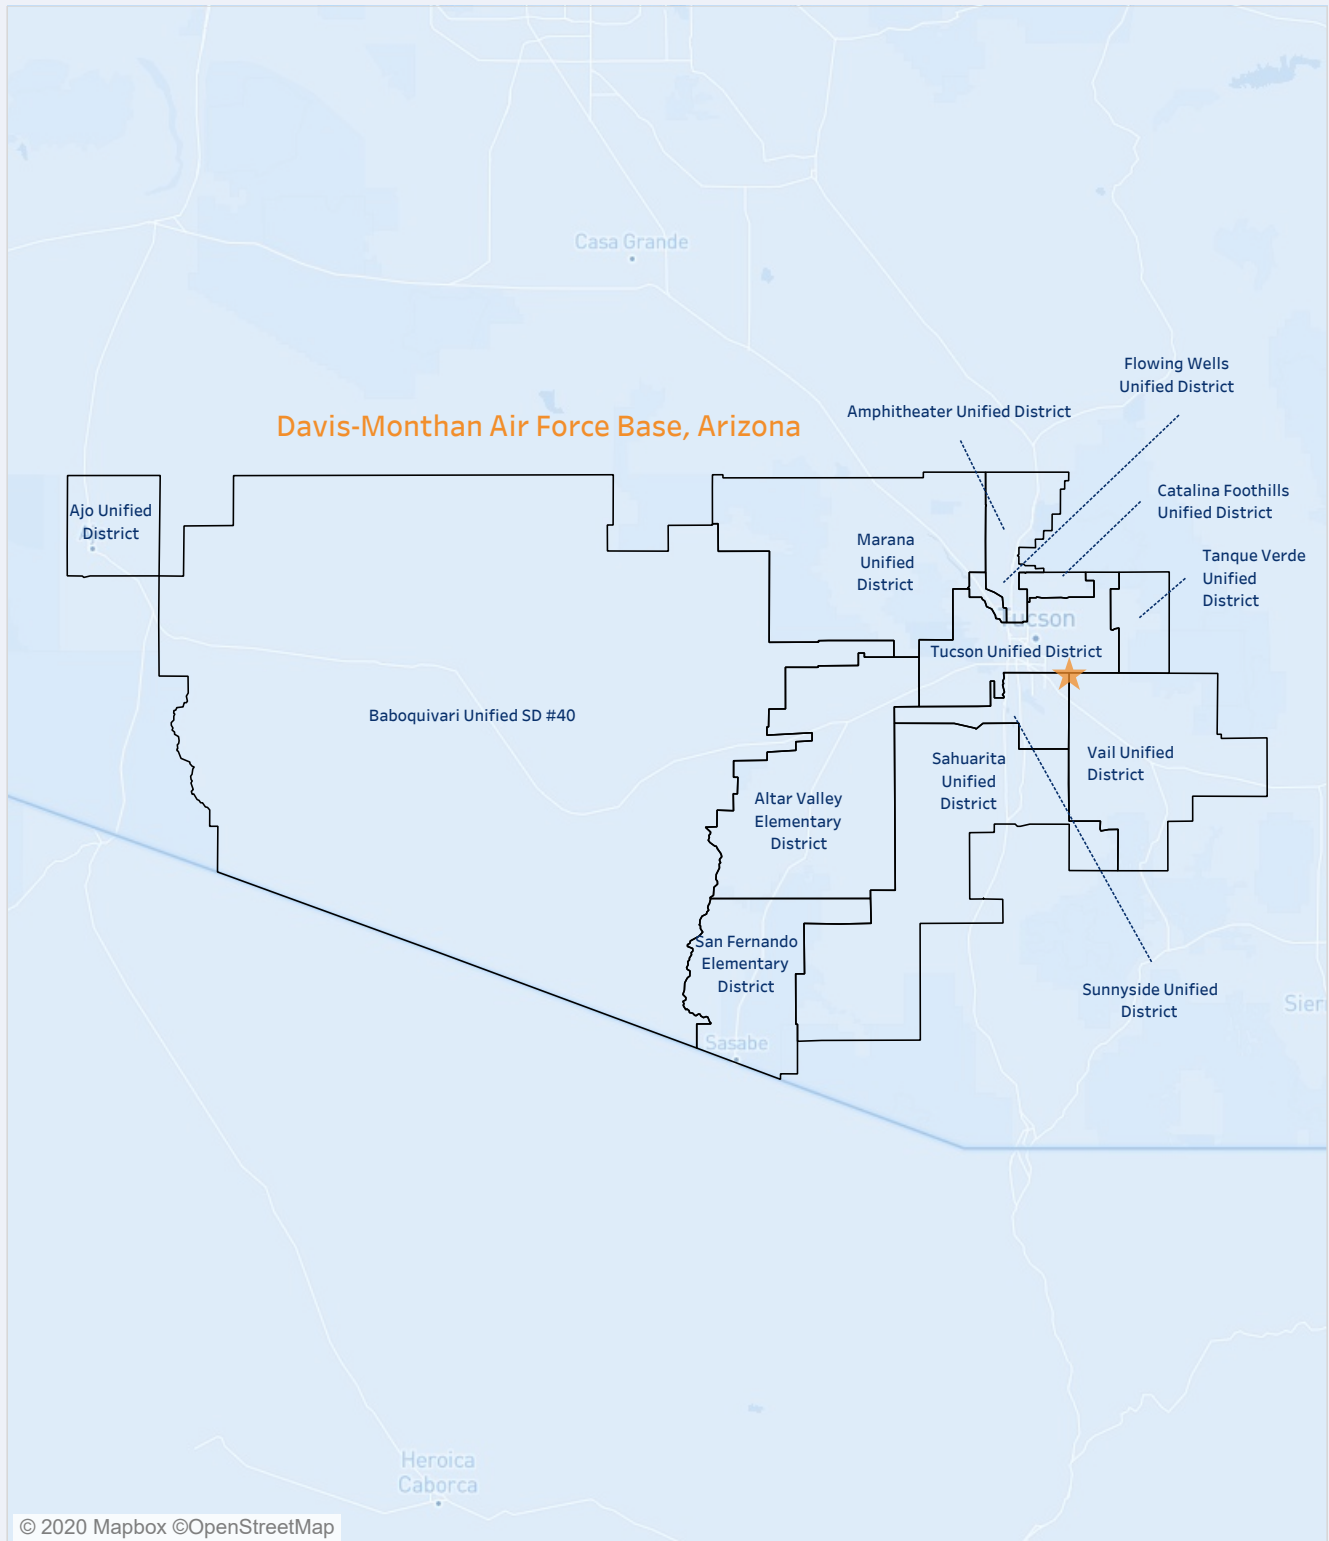 Casa Grande
Flowing Wells
Unified District
Amphitheater Unified District
Davis-Monthan Air Force Base, Arizona
Catalina Foothills
Unified District
Ajo Unified
District
Marana
Unified
District
Tanque Verde
Unified
District
Tucson
Tucson Unified District
Baboquivari Unified SD #40
Sahuarita
Unified
District
Vail Unified
District
Altar Valley
Elementary
District
San Fernando
Elementary
District
Sunnyside Unified
District
Sier
Sasabe
Heroica
Caborca
© 2020 Mapbox ©OpenStreetMap